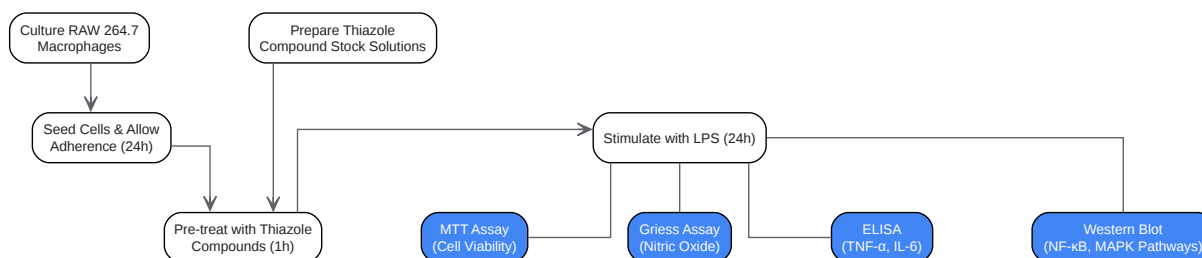 Culture RAW 264.7
Macrophages
Prepare Thiazole
Compound Stock Solutions
Seed Cells & Allow
Adherence (24h)
Stimulate with LPS (24h)
Pre-treat with Thiazole
Compounds (1h)
MTT Assay
(Cell Viability)
Griess Assay
(Nitric Oxide)
ELISA
(TNF-α, IL-6)
Western Blot
(NF-κB, MAPK Pathways)